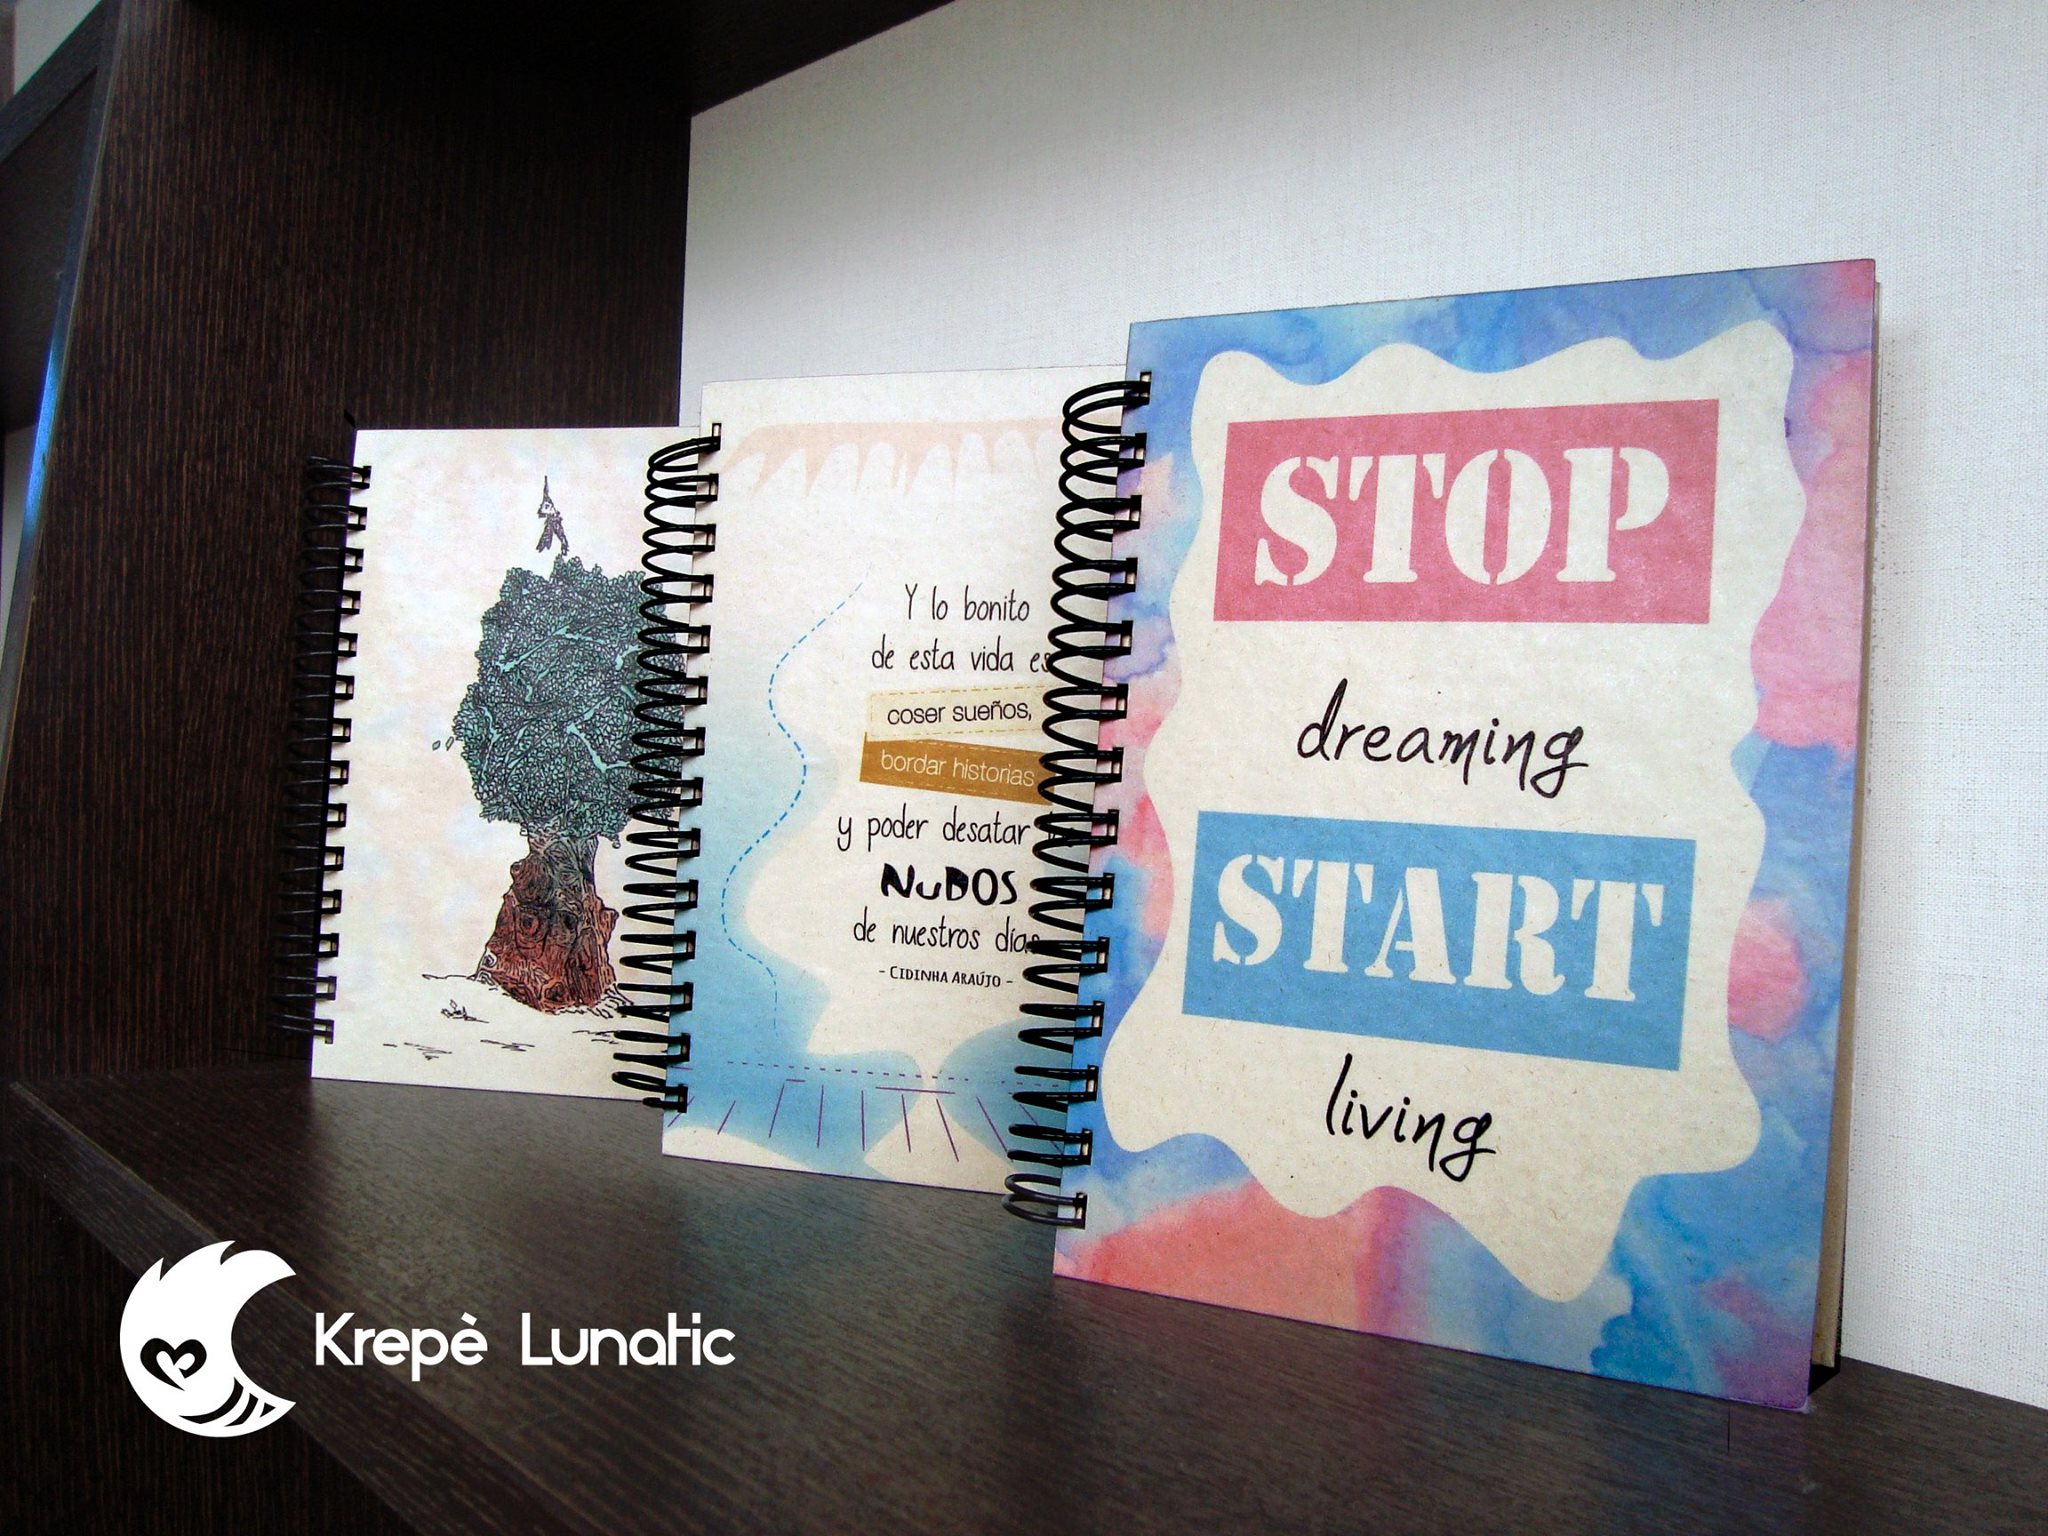 Y lo bonito
de esta vida es
coser sueños,
bordar historias
y poder desatar
NuDOS
de nuestros días
- CIDINHA ARAÚJO -
STOP
dreaming
START
living
Krepè Lunatic